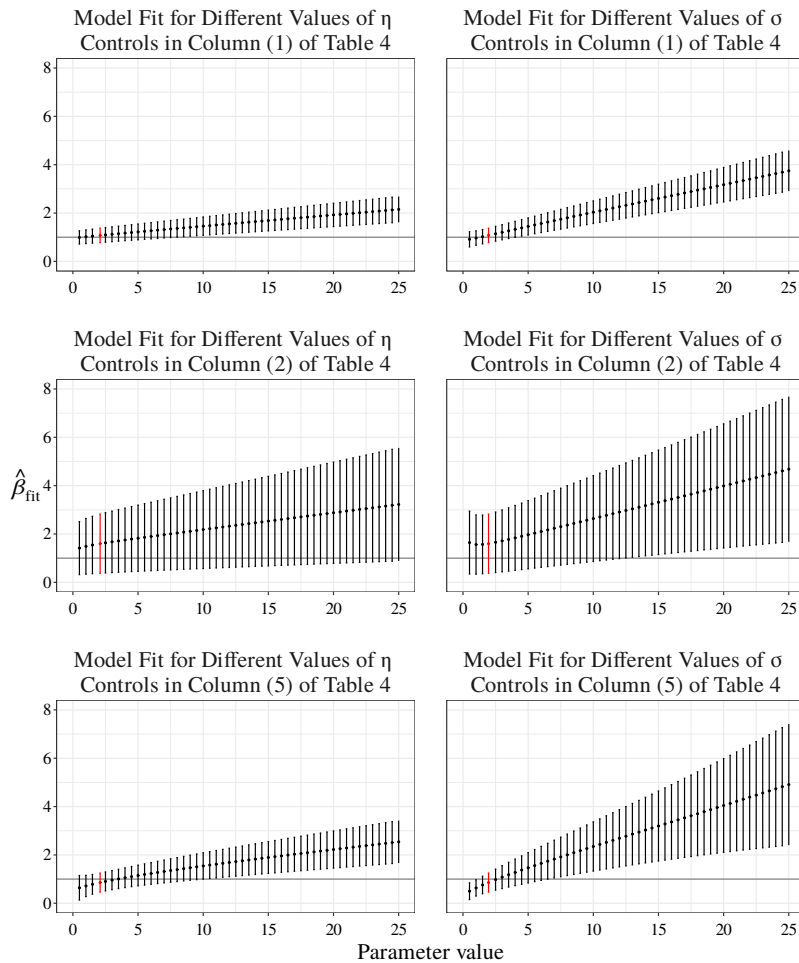 Model Fit for Different Values of η
Controls in Column (1) of Table 4
Model Fit for Different Values of σ
Controls in Column (1) of Table 4
8
6
4
2
0
0 5 10 15 20 25
0 5 10 15 20 25
Model Fit for Different Values of η
Controls in Column (2) of Table 4
Model Fit for Different Values of σ
Controls in Column (2) of Table 4
8
6
4
2
0
0 5 10 15 20 25
0 5 10 15 20 25
β̂fit
Model Fit for Different Values of η
Controls in Column (5) of Table 4
Model Fit for Different Values of σ
Controls in Column (5) of Table 4
8
6
4
2
0
0 5 10 15 20 25
0 5 10 15 20 25
Parameter value